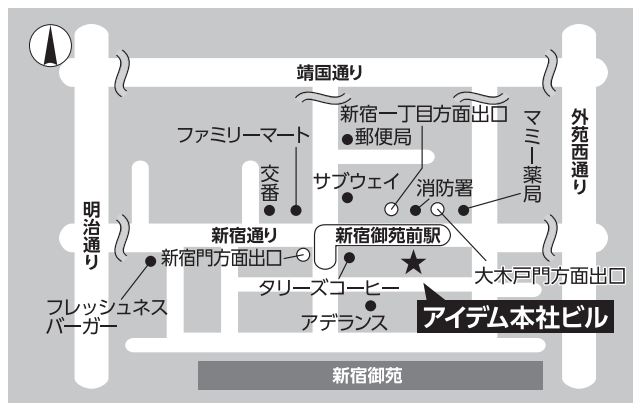 靖国通り
新宿一丁目方面出口
ファミリーマート
郵便局
マミー薬局
外苑西通り
交番
サブウェイ
消防署
明治通り
新宿通り
新宿御苑前駅
新宿門方面出口
大木戸門方面出口
タリーズコーヒー
フレッシュネス
バーガー
アデランス
アイデム本社ビル
新宿御苑